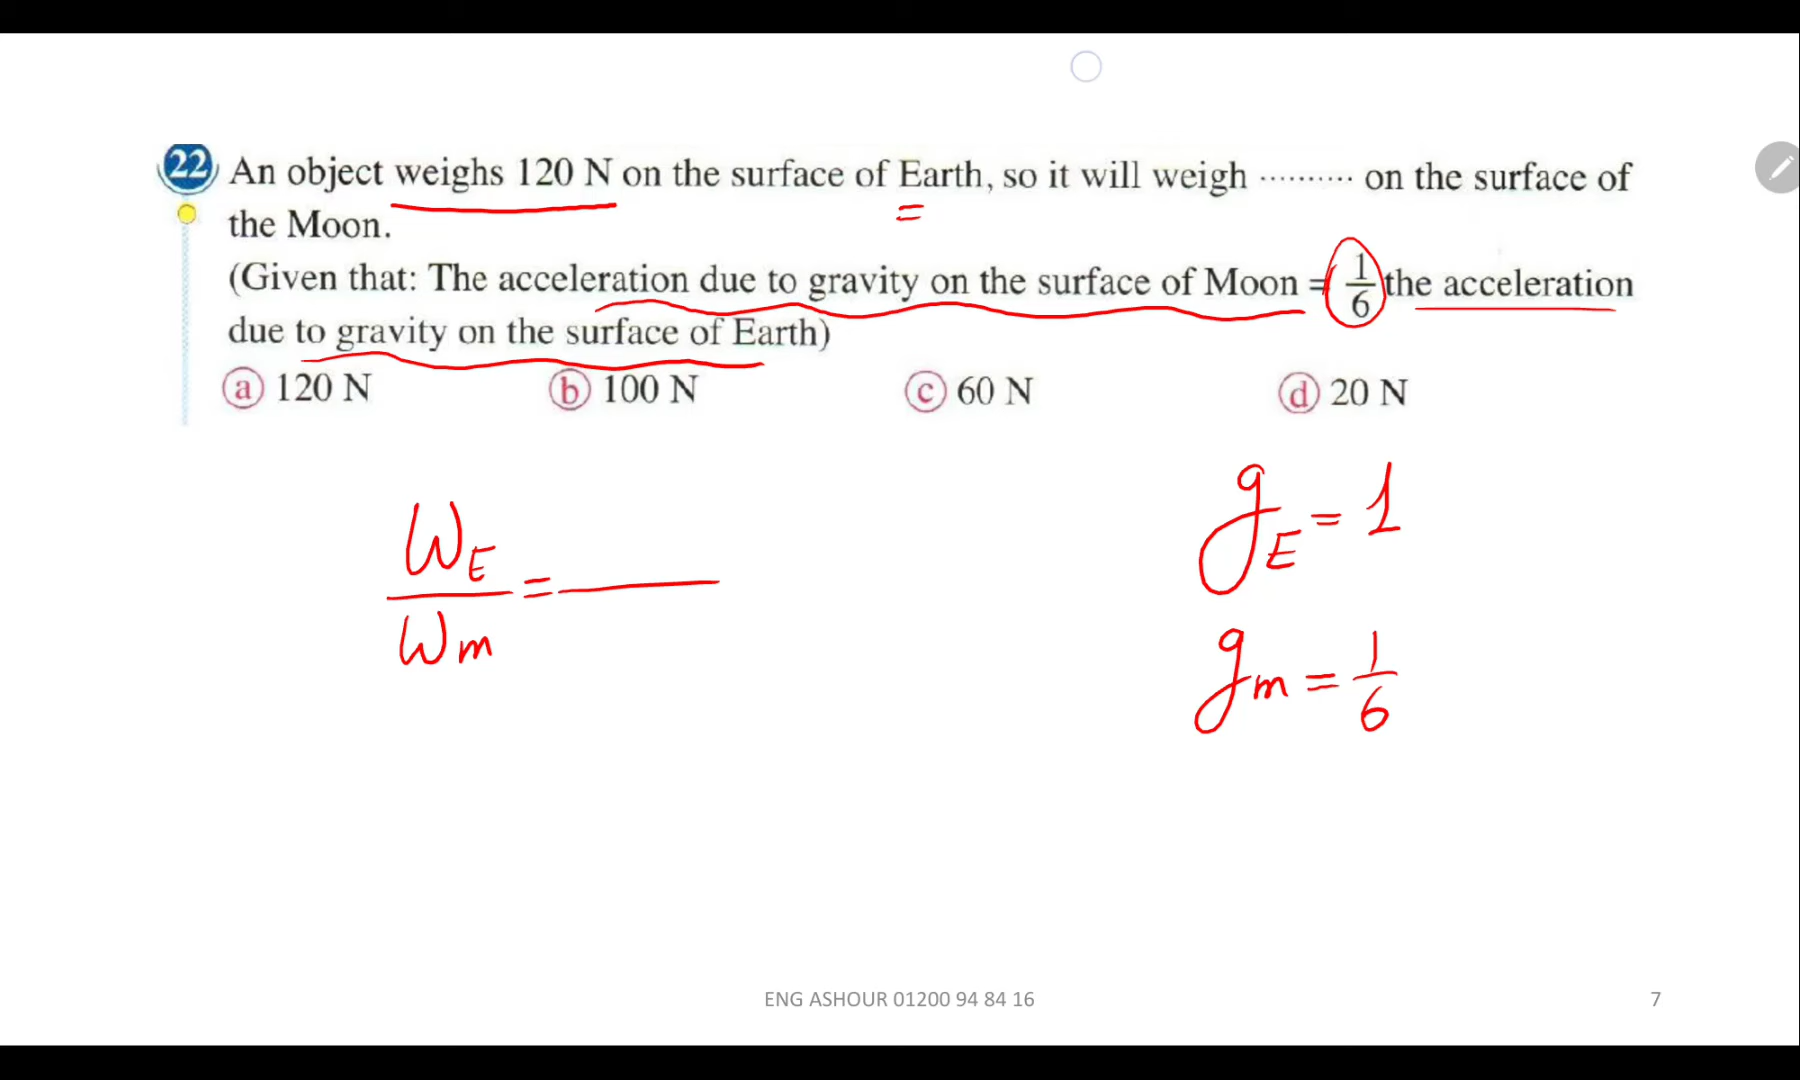 22 An object weighs 120 N on the surface of Earth, so it will weigh ·········· on the surface of
the Moon.
(Given that: The acceleration due to gravity on the surface of Moon = 1/6 the acceleration
due to gravity on the surface of Earth)
a 120 N b 100 N c 60 N d 20 N
W_E / W_m = ____
g_E = 1
g_m = 1/6
ENG ASHOUR 01200 94 84 16 7